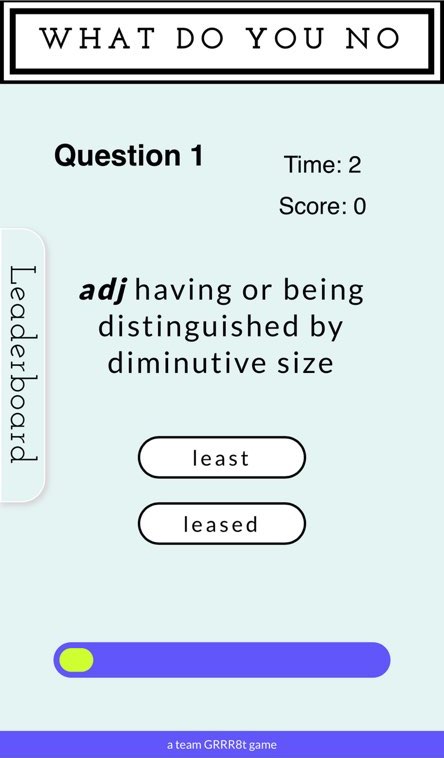 WHAT DO YOU NO
Question 1
Time: 2
Score: 0
Leaderboard
adj having or being
distinguished by
diminutive size
least
leased
a team GRRR8t game